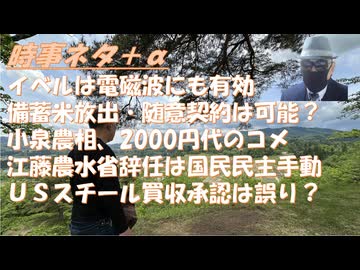 時事ネタ+α
イベルは電磁波にも有効
備蓄米放出・随意契約は可能?
小泉農相、2000円代のコメ
江藤農水省辞任は国民民主手動
USスチール買収承認は誤り?